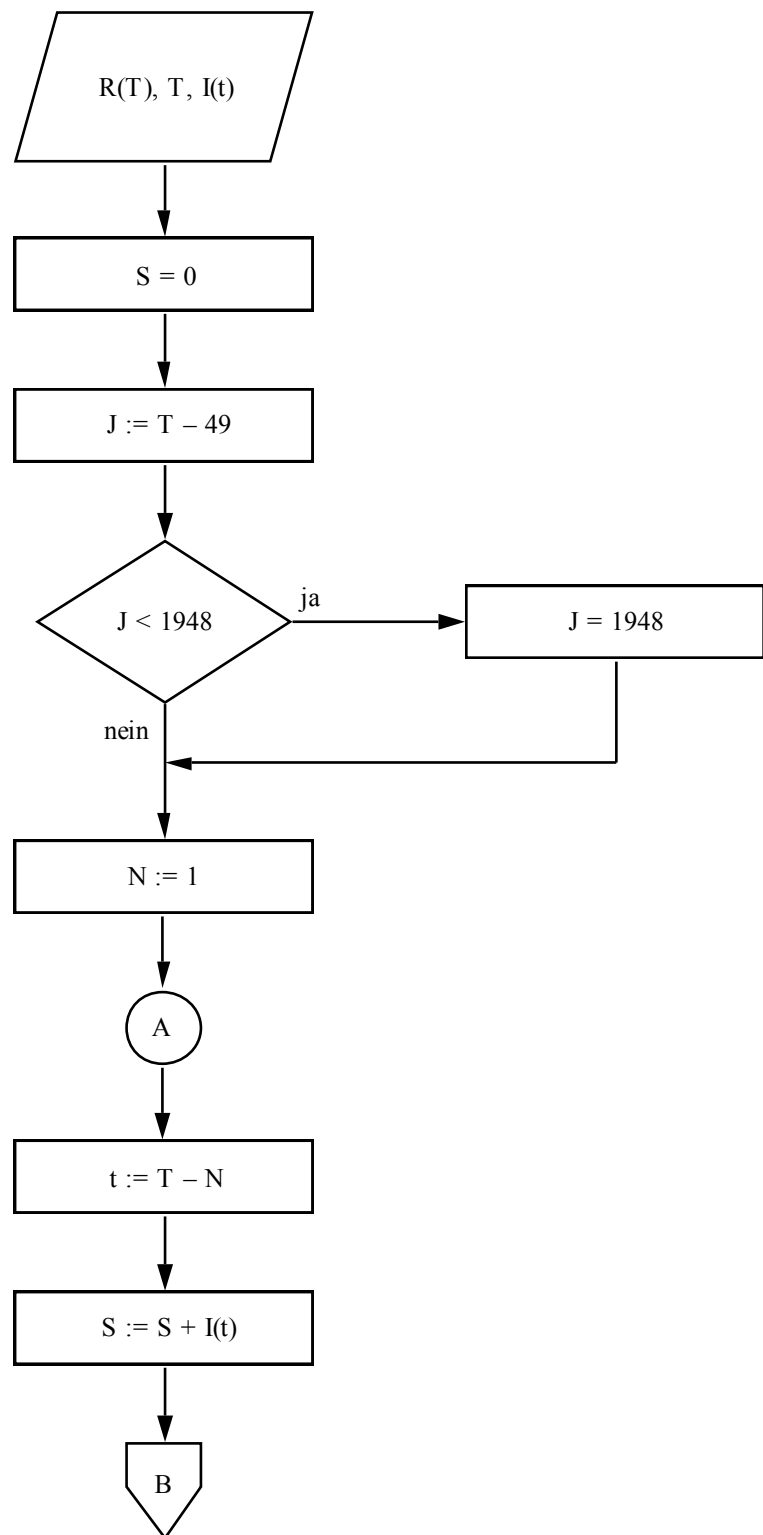 R(T), T, I(t)
S = 0
J := T – 49
J < 1948
ja
J = 1948
nein
N := 1
A
t := T – N
S := S + I(t)
B